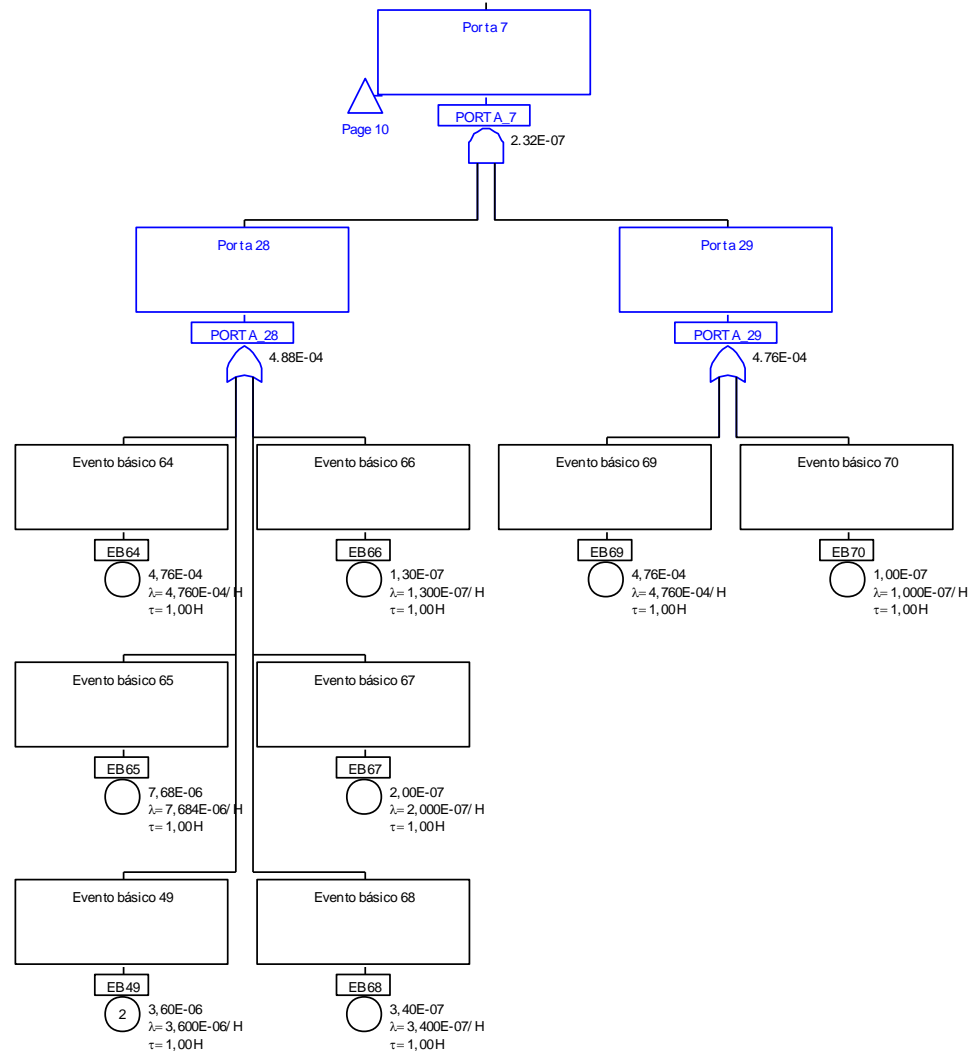 Porta 7
Page 10
PORTA_7
2.32E-07
Porta 28
Porta 29
PORTA_28
4.88E-04
PORTA_29
4.76E-04
Evento básico 64
Evento básico 66
Evento básico 69
Evento básico 70
EB64
4,76E-04
λ=4,760E-04/H
τ=1,00H
EB66
1,30E-07
λ=1,300E-07/H
τ=1,00H
EB69
4,76E-04
λ=4,760E-04/H
τ=1,00H
EB70
1,00E-07
λ=1,000E-07/H
τ=1,00H
Evento básico 65
Evento básico 67
EB65
7,68E-06
λ=7,684E-06/H
τ=1,00H
EB67
2,00E-07
λ=2,000E-07/H
τ=1,00H
Evento básico 49
Evento básico 68
EB49
2
3,60E-06
λ=3,600E-06/H
τ=1,00H
EB68
3,40E-07
λ=3,400E-07/H
τ=1,00H